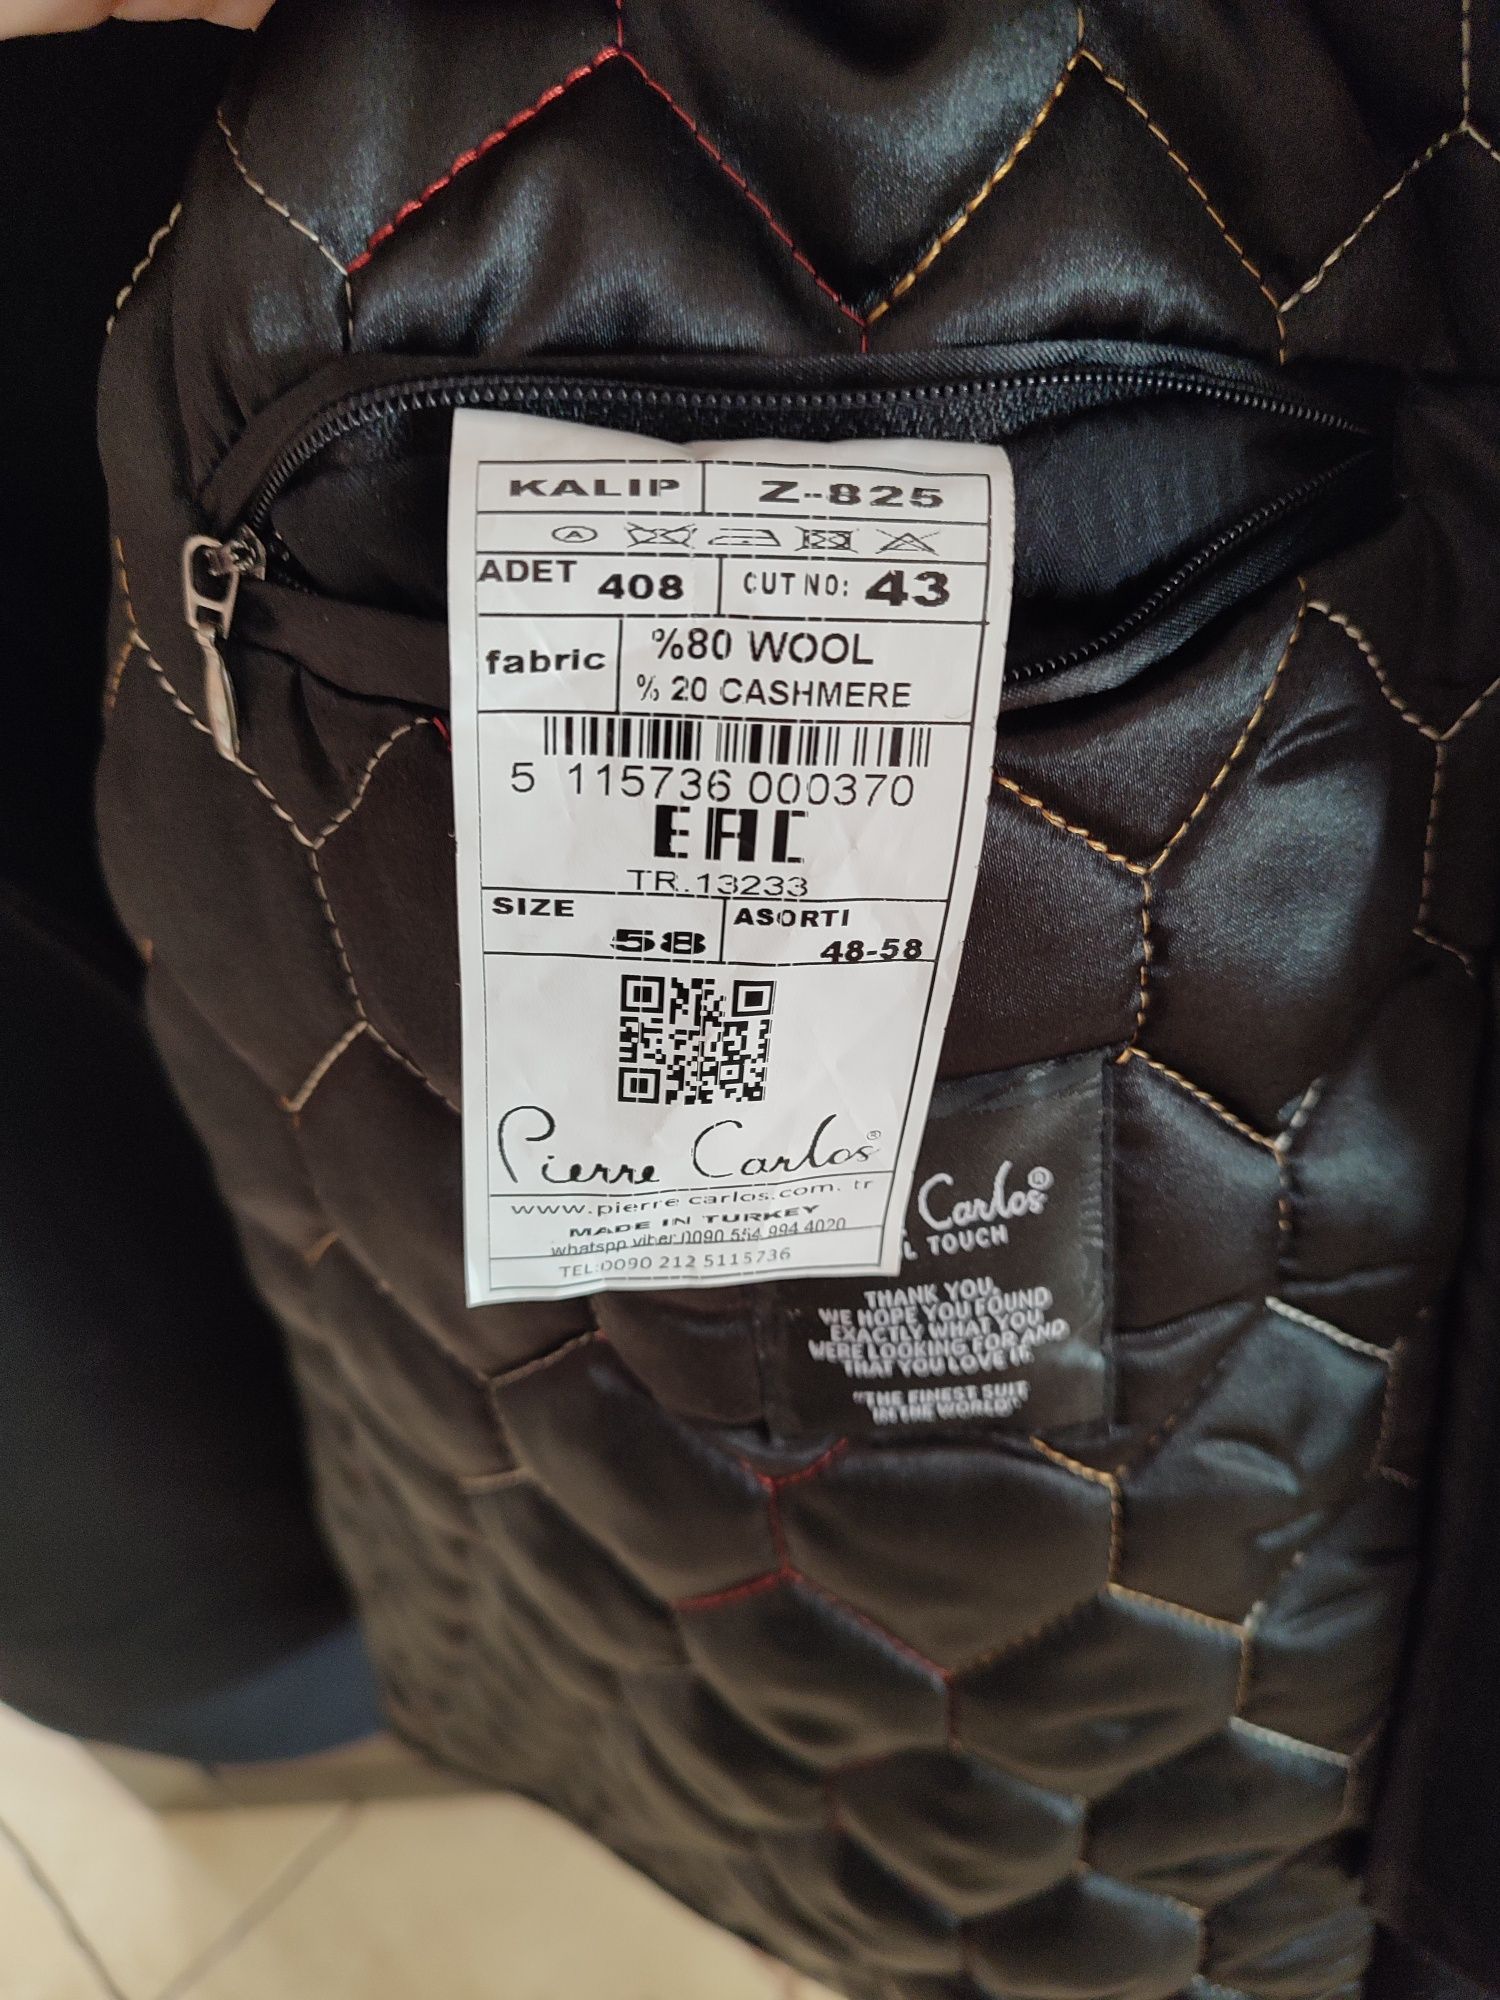 KALIP Z-825
A
ADET 408 CUT NO: 43
fabric %80 WOOL
% 20 CASHMERE
5 115736 000370
EAC
TR.13233
SIZE 58 ASORTI 48-58
Pierre Carlos®
www.pierre carlos.com. tr
MADE IN TURKEY
whatspp viber:0090 554 994 4020
TEL:0090 212 5115736
Carlos®
L TOUCH
THANK YOU,
WE HOPE YOU FOUND
EXACTLY WHAT YOU
WERE LOOKING FOR AND
THAT YOU LOVE IT.
"THE FINEST SUIT
IN THE WORLD"